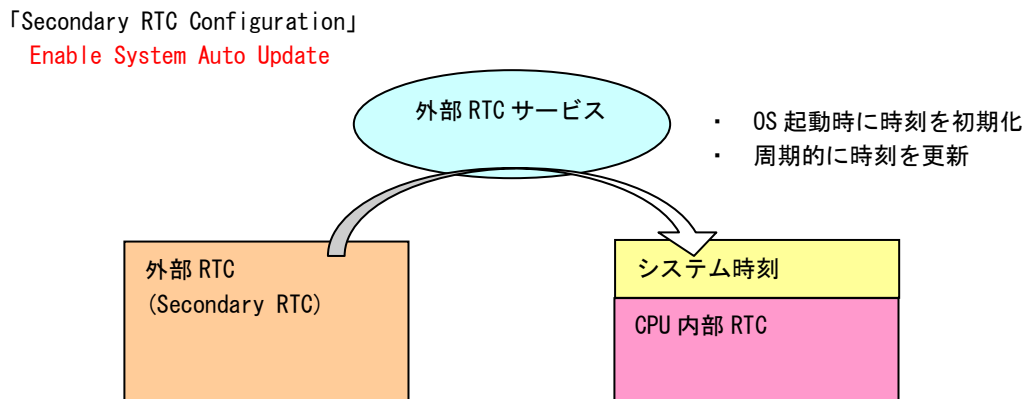 「Secondary RTC Configuration」
Enable System Auto Update
外部 RTC サービス
・ OS 起動時に時刻を初期化
・ 周期的に時刻を更新
外部 RTC
(Secondary RTC)
システム時刻
CPU 内部 RTC